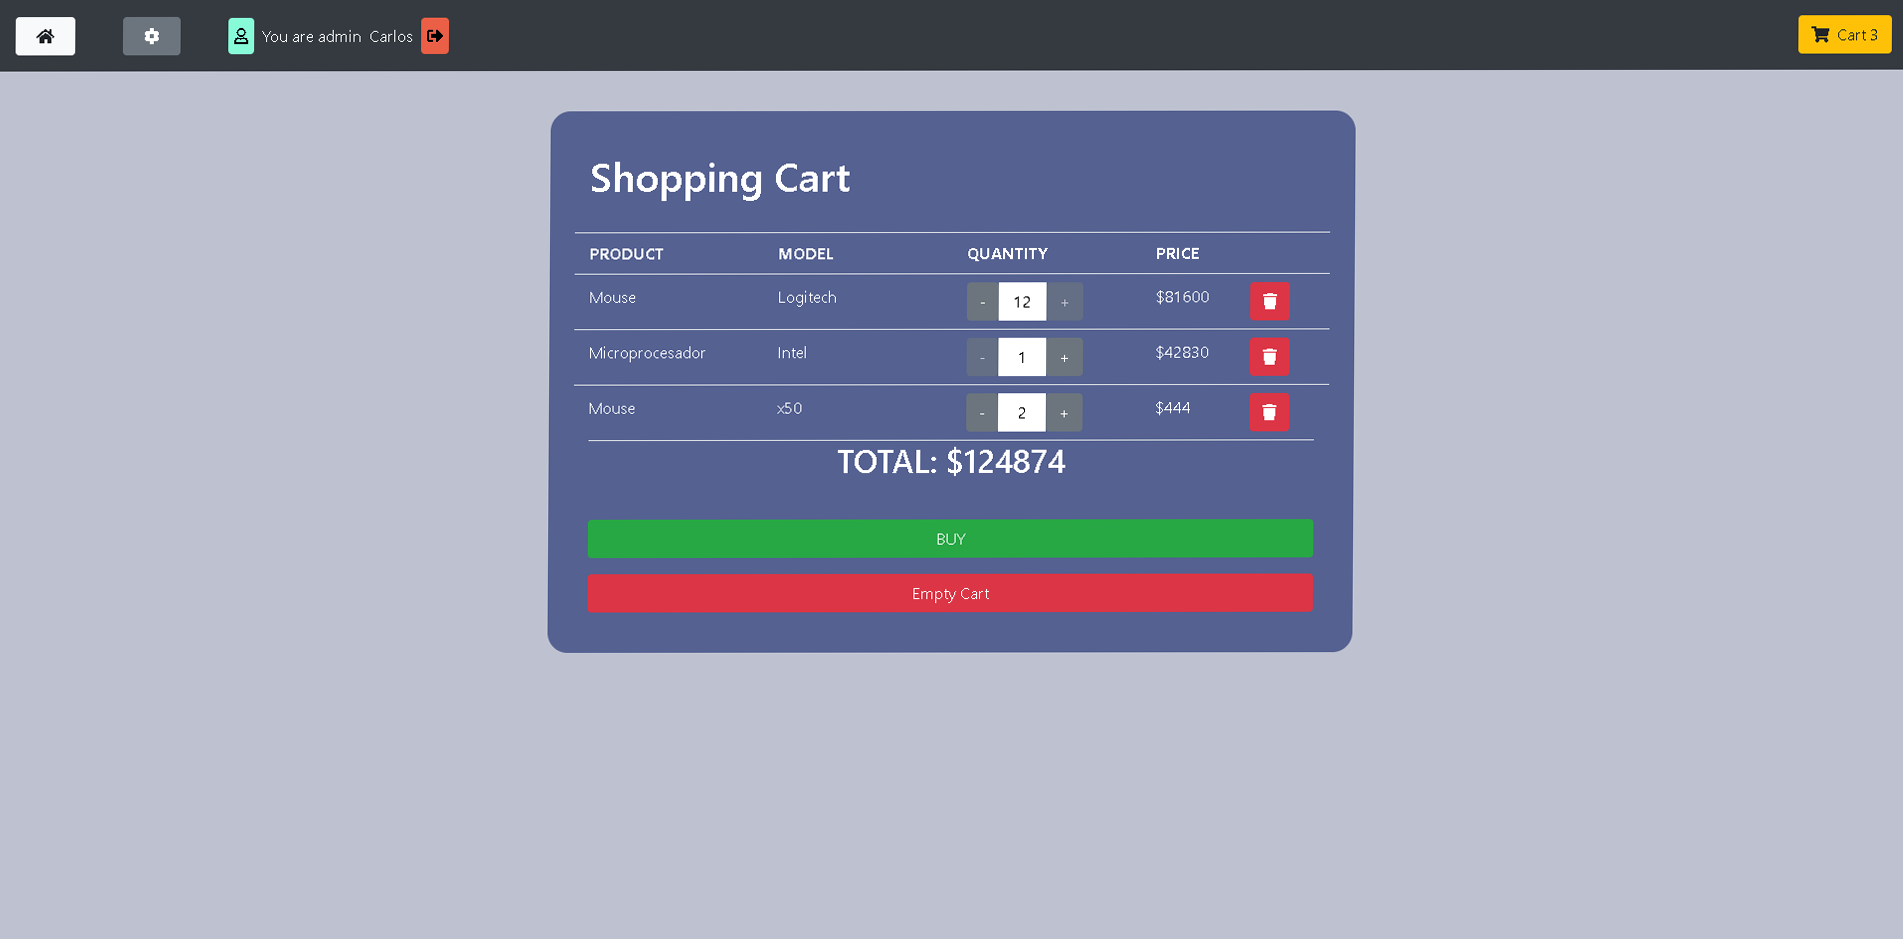 You are admin Carlos
Cart 3
Shopping Cart
PRODUCT MODEL QUANTITY PRICE
Mouse Logitech - 12 + $81600
Microprocesador Intel - 1 + $42830
Mouse x50 - 2 + $444
TOTAL: $124874
BUY
Empty Cart